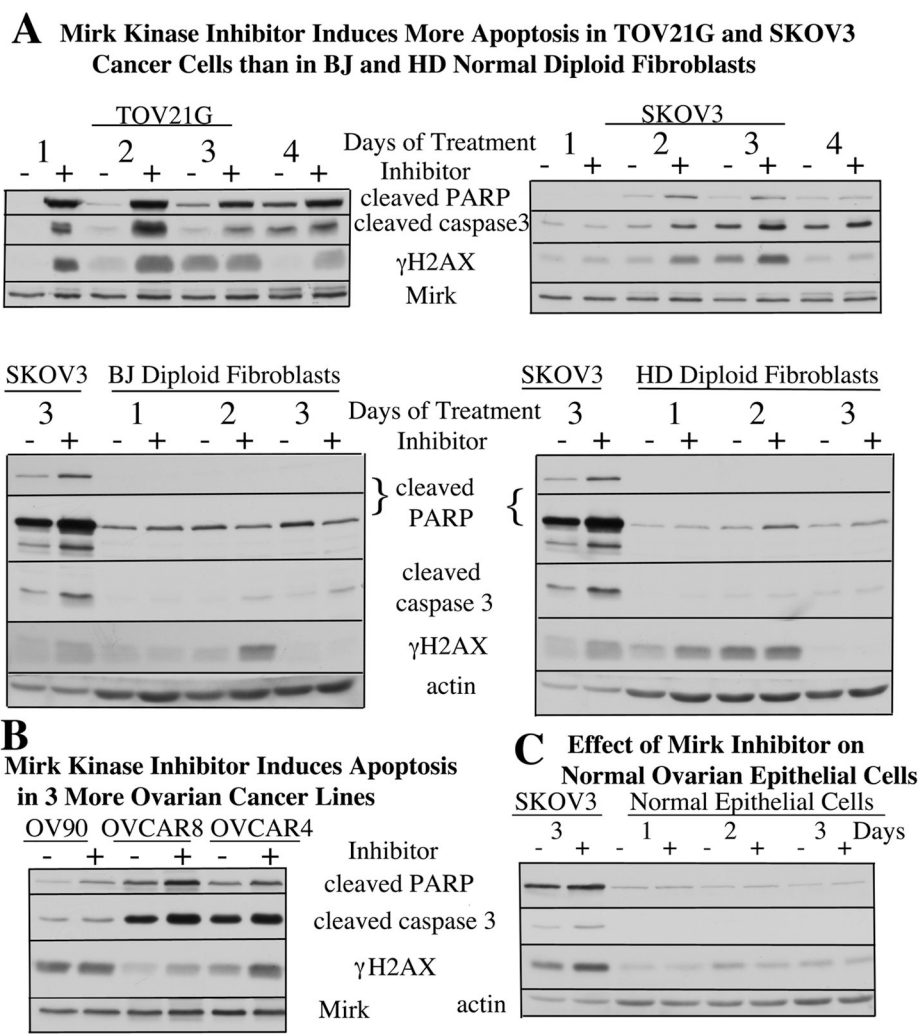 A Mirk Kinase Inhibitor Induces More Apoptosis in TOV21G and SKOV3
Cancer Cells than in BJ and HD Normal Diploid Fibroblasts
TOV21G SKOV3
1 2 3 4 Days of Treatment 1 2 3 4
- + - + - + - + Inhibitor - + - + - + - +
cleaved PARP
cleaved caspase3
γH2AX
Mirk
SKOV3 BJ Diploid Fibroblasts SKOV3 HD Diploid Fibroblasts
3 1 2 3 Days of Treatment 3 1 2 3
- + - + - + - + Inhibitor - + - + - + - +
} cleaved {
PARP
cleaved
caspase 3
γH2AX
actin
B
Mirk Kinase Inhibitor Induces Apoptosis
in 3 More Ovarian Cancer Lines
OV90 OVCAR8 OVCAR4
- + - + - + Inhibitor
cleaved PARP
cleaved caspase 3
γH2AX
Mirk
C Effect of Mirk Inhibitor on
Normal Ovarian Epithelial Cells
SKOV3 Normal Epithelial Cells
3 1 2 3 Days
- + - + - + - +
actin